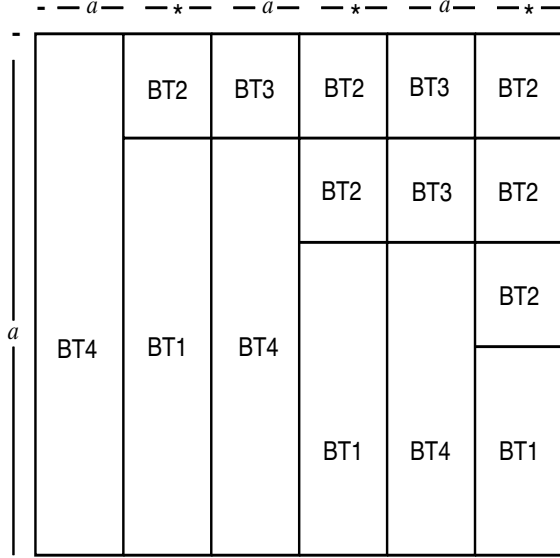 - — a — — * — — a — — * — — a — — * —
BT2 BT3 BT2 BT3 BT2
BT2 BT3 BT2
BT2
a
BT4 BT1 BT4
BT1 BT4 BT1